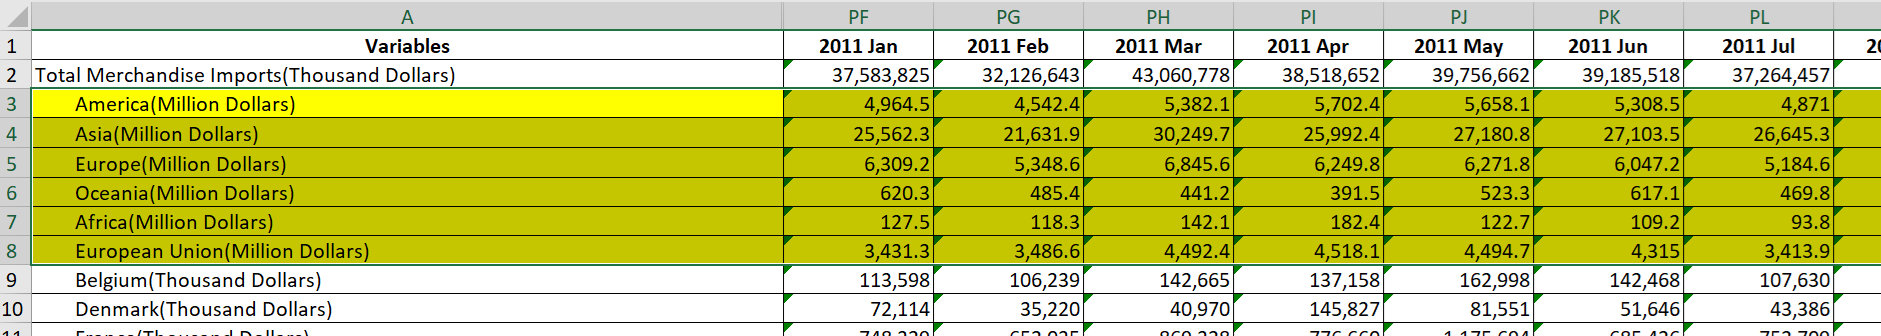 A PF PG PH PI PJ PK PL
1 Variables 2011 Jan 2011 Feb 2011 Mar 2011 Apr 2011 May 2011 Jun 2011 Jul
2 Total Merchandise Imports(Thousand Dollars) 37,583,825 32,126,643 43,060,778 38,518,652 39,756,662 39,185,518 37,264,457
3 America(Million Dollars) 4,964.5 4,542.4 5,382.1 5,702.4 5,658.1 5,308.5 4,871
4 Asia(Million Dollars) 25,562.3 21,631.9 30,249.7 25,992.4 27,180.8 27,103.5 26,645.3
5 Europe(Million Dollars) 6,309.2 5,348.6 6,845.6 6,249.8 6,271.8 6,047.2 5,184.6
6 Oceania(Million Dollars) 620.3 485.4 441.2 391.5 523.3 617.1 469.8
7 Africa(Million Dollars) 127.5 118.3 142.1 182.4 122.7 109.2 93.8
8 European Union(Million Dollars) 3,431.3 3,486.6 4,492.4 4,518.1 4,494.7 4,315 3,413.9
9 Belgium(Thousand Dollars) 113,598 106,239 142,665 137,158 162,998 142,468 107,630
10 Denmark(Thousand Dollars) 72,114 35,220 40,970 145,827 81,551 51,646 43,386